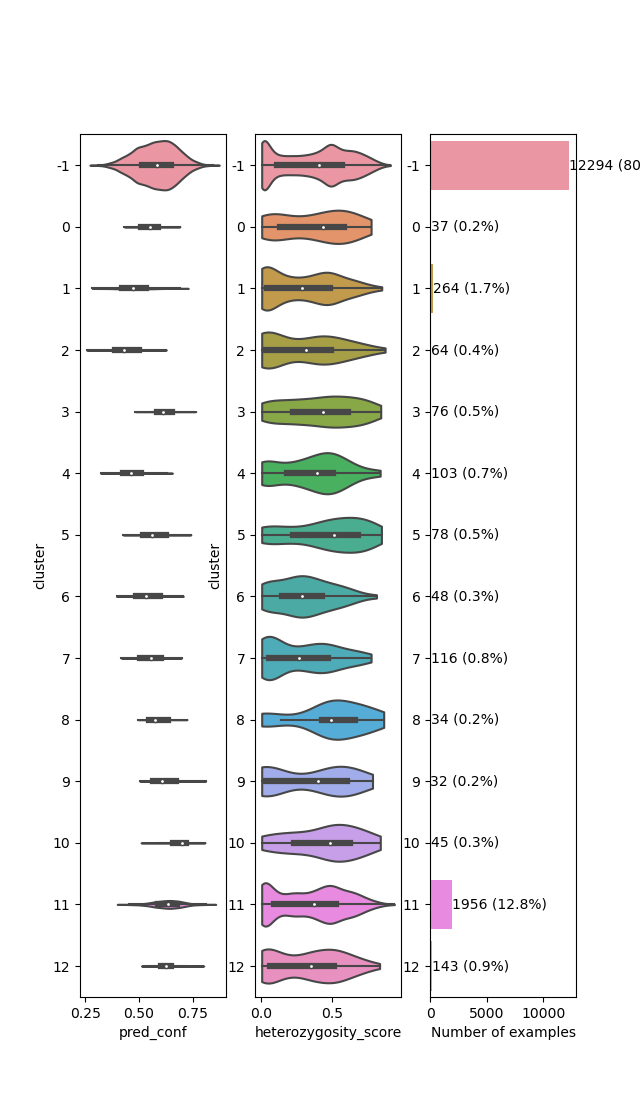 -1
0
1
2
3
4
5
6
7
8
9
10
11
12
cluster
0.25 0.50 0.75
pred_conf
-1
0
1
2
3
4
5
6
7
8
9
10
11
12
cluster
0.0 0.5
heterozygosity_score
-1 12294 (80
0 37 (0.2%)
1 264 (1.7%)
2 64 (0.4%)
3 76 (0.5%)
4 103 (0.7%)
5 78 (0.5%)
6 48 (0.3%)
7 116 (0.8%)
8 34 (0.2%)
9 32 (0.2%)
10 45 (0.3%)
11 1956 (12.8%)
12 143 (0.9%)
0 5000 10000
Number of examples